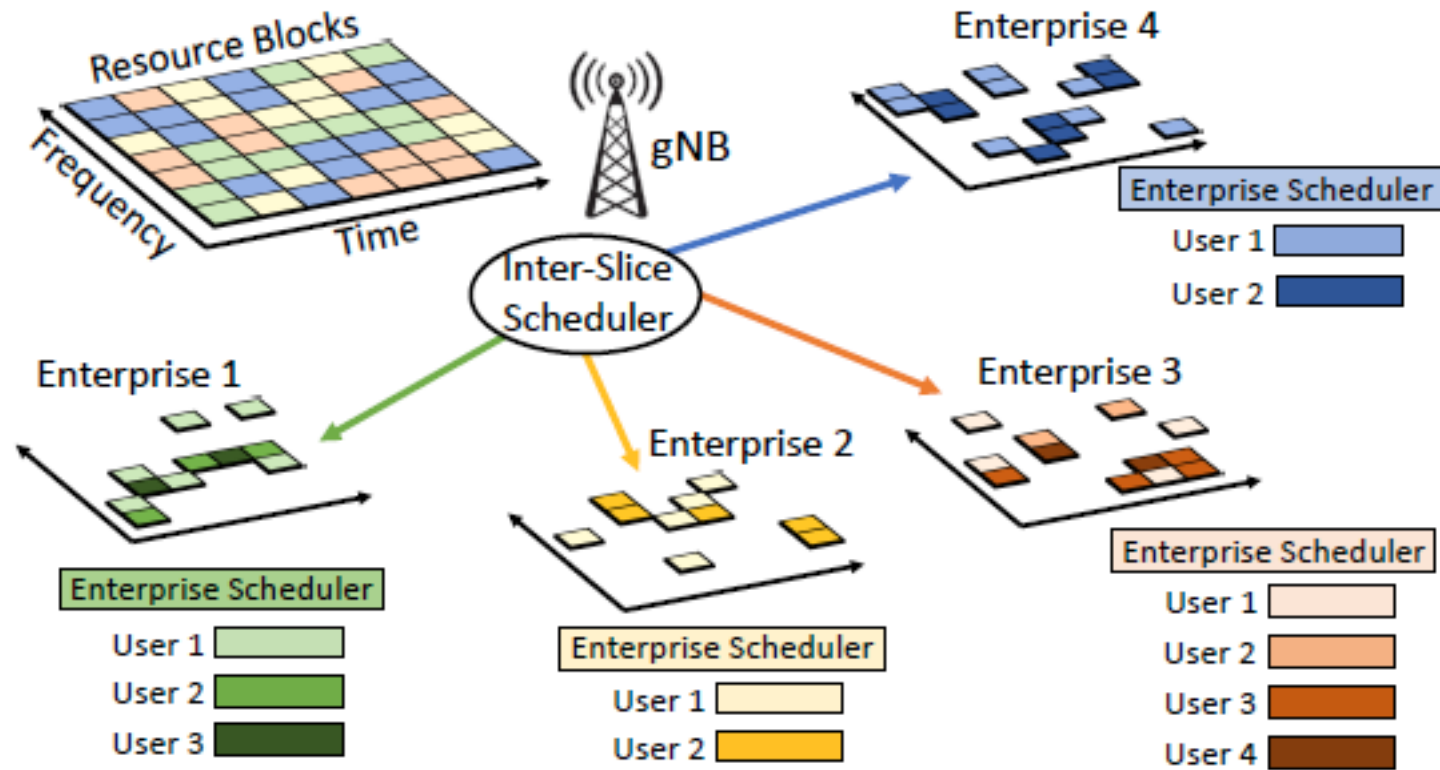 Resource Blocks
Frequency
Time
gNB
Inter-Slice
Scheduler
Enterprise 4
Enterprise Scheduler
User 1
User 2
Enterprise 1
Enterprise Scheduler
User 1
User 2
User 3
Enterprise 2
Enterprise Scheduler
User 1
User 2
Enterprise 3
Enterprise Scheduler
User 1
User 2
User 3
User 4